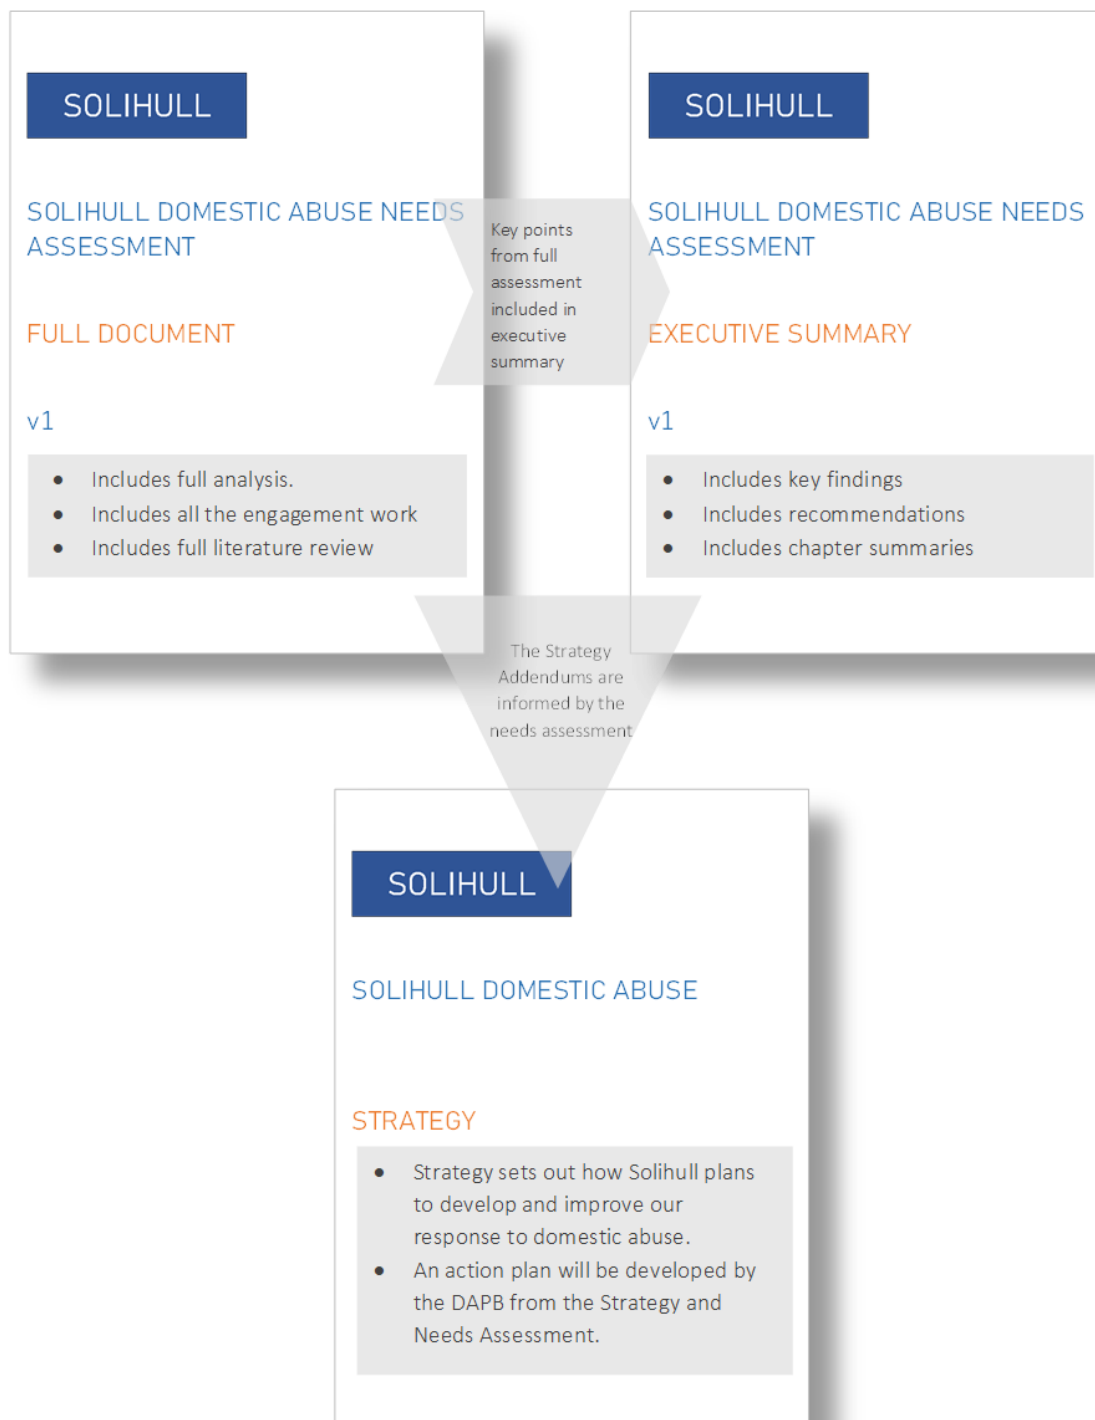 SOLIHULL
SOLIHULL DOMESTIC ABUSE NEEDS
ASSESSMENT
FULL DOCUMENT
v1
• Includes full analysis.
• Includes all the engagement work
• Includes full literature review
Key points
from full
assessment
included in
executive
summary
SOLIHULL
SOLIHULL DOMESTIC ABUSE NEEDS
ASSESSMENT
EXECUTIVE SUMMARY
v1
• Includes key findings
• Includes recommendations
• Includes chapter summaries
The Strategy
Addendums are
informed by the
needs assessment
SOLIHULL
SOLIHULL DOMESTIC ABUSE
STRATEGY
• Strategy sets out how Solihull plans
to develop and improve our
response to domestic abuse.
• An action plan will be developed by
the DAPB from the Strategy and
Needs Assessment.